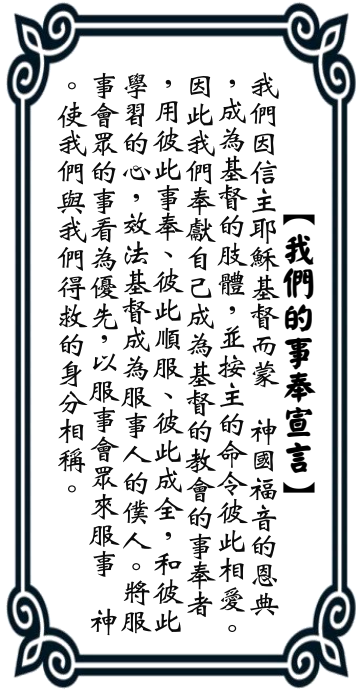 【我們的事奉宣言】
我們因信主耶穌基督而蒙　神國福音的恩典
，成為基督的肢體，並按主的命令彼此相愛。
因此我們奉獻自己成為基督的教會的事奉者
，用彼此事奉、彼此順服、彼此成全，和彼此
學習的心，效法基督成為服事人的僕人。將服
事會眾的事看為優先，以服事會眾來服事　神
。使我們與我們得救的身分相稱。